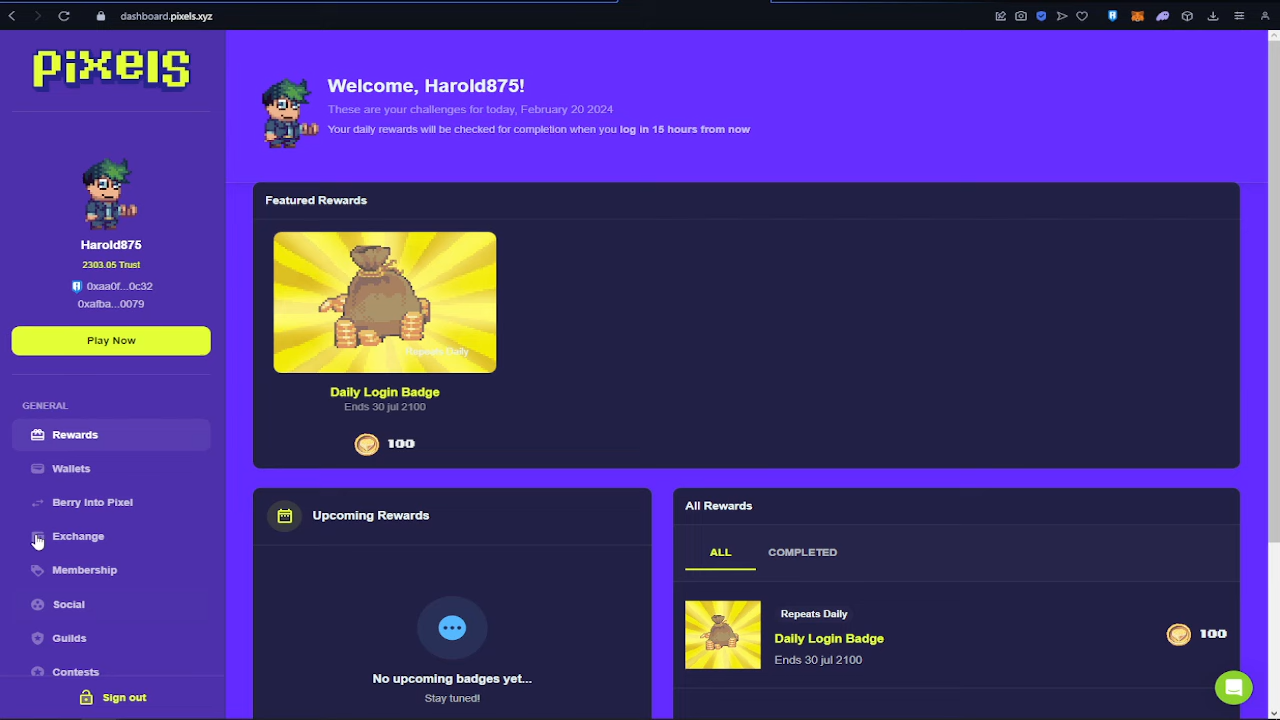 dashboard.pixels.xyz
pixels
Harold875
2303.05 Trust
0xaa0f...0c32
0xafba...0079
Play Now
GENERAL
Rewards
Wallets
Berry Into Pixel
Exchange
Membership
Social
Guilds
Contests
Sign out
Welcome, Harold875!
These are your challenges for today, February 20 2024
Your daily rewards will be checked for completion when you log in 15 hours from now
Featured Rewards
Repeats Daily
Daily Login Badge
Ends 30 jul 2100
100
Upcoming Rewards
No upcoming badges yet...
Stay tuned!
All Rewards
ALL COMPLETED
Repeats Daily
Daily Login Badge
Ends 30 jul 2100
100